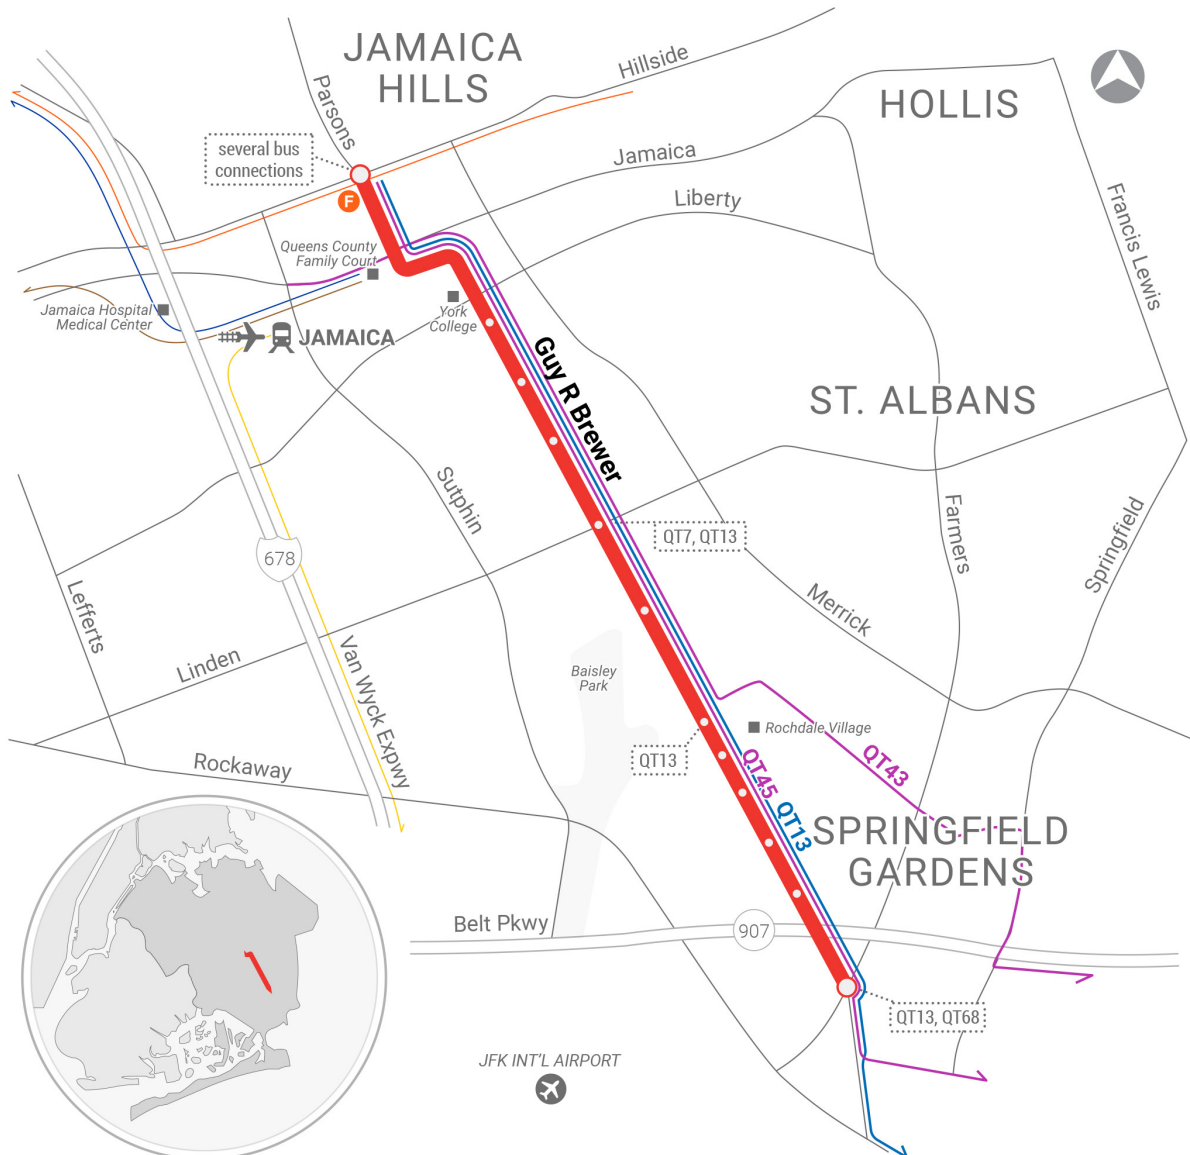 JAMAICA
HILLS
Hillside
HOLLIS
Parsons
several bus
connections
F
Jamaica
Liberty
Francis Lewis
Queens County
Family Court
Jamaica Hospital
Medical Center
York
College
JAMAICA
Guy R Brewer
ST. ALBANS
Sutphin
QT7, QT13
Farmers
Springfield
678
Lefferts
Merrick
Linden
Van Wyck Expwy
Baisley
Park
Rochdale Village
QT13
QT45
QT43
Rockaway
QT13
SPRINGFIELD
GARDENS
Belt Pkwy
907
QT13, QT68
JFK INT'L AIRPORT